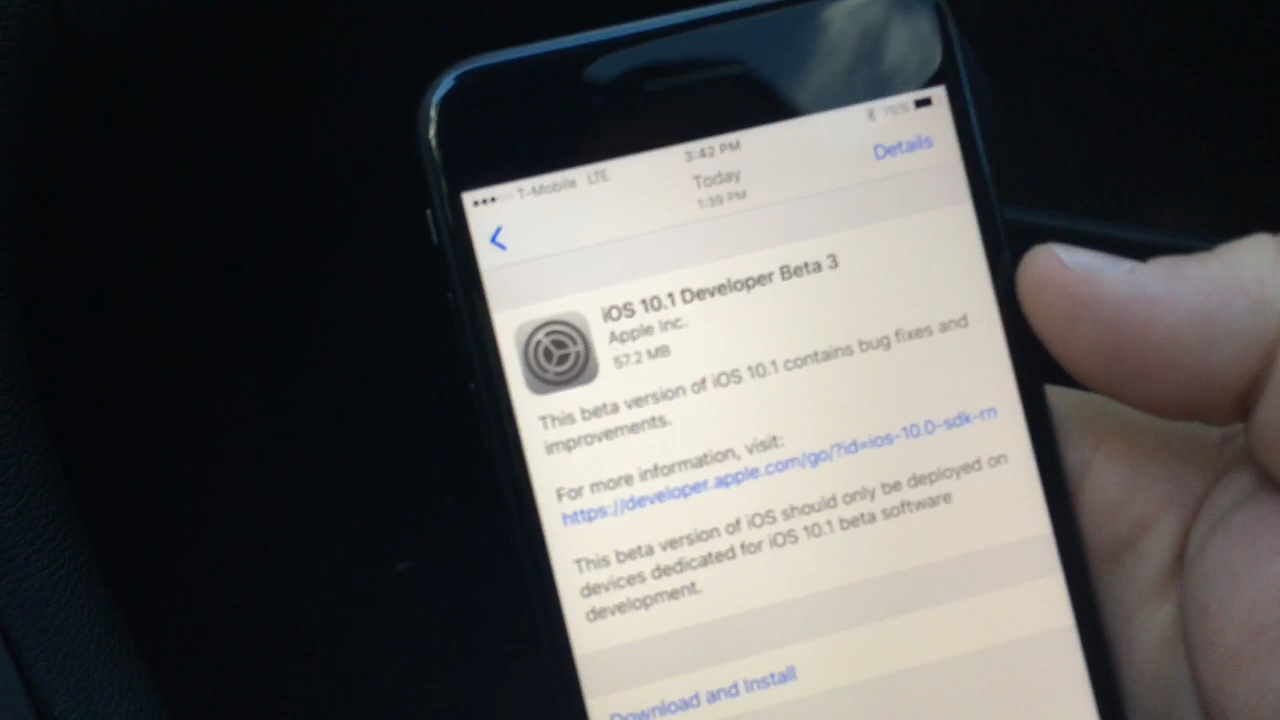 T-Mobile LTE 3:42 PM 76%
Today
1:39 PM
Details
iOS 10.1 Developer Beta 3
Apple Inc.
57.2 MB
This beta version of iOS 10.1 contains bug fixes and
improvements.
For more information, visit:
https://developer.apple.com/go/?id=ios-10.0-sdk-rn
This beta version of iOS should only be deployed on
devices dedicated for iOS 10.1 beta software
development.
Download and Install